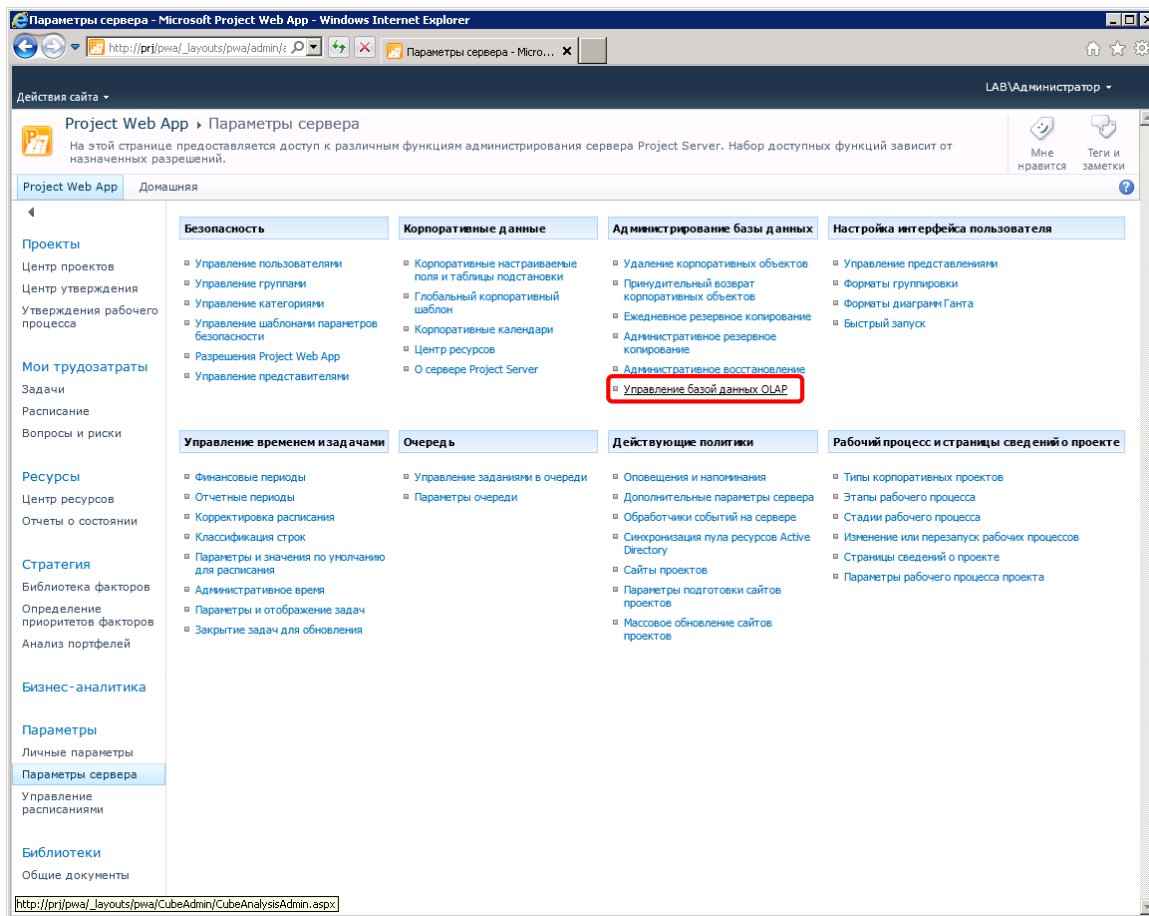 Параметры сервера - Microsoft Project Web App - Windows Internet Explorer
http://prj/pwa/_layouts/pwa/admin/
Параметры сервера - Micro...
Действия сайта
LAB\Администратор
Project Web App ▸ Параметры сервера
На этой странице предоставляется доступ к различным функциям администрирования сервера Project Server. Набор доступных функций зависит от
назначенных разрешений.
Мне
нравится
Теги и
заметки
Project Web App
Домашняя
Проекты
Центр проектов
Центр утверждения
Утверждения рабочего
процесса
Мои трудозатраты
Задачи
Расписание
Вопросы и риски
Ресурсы
Центр ресурсов
Отчеты о состоянии
Стратегия
Библиотека факторов
Определение
приоритетов факторов
Анализ портфелей
Бизнес-аналитика
Параметры
Личные параметры
Параметры сервера
Управление
расписаниями
Библиотеки
Общие документы
Безопасность
Управление пользователями
Управление группами
Управление категориями
Управление шаблонами параметров
безопасности
Разрешения Project Web App
Управление представителями
Корпоративные данные
Корпоративные настраиваемые
поля и таблицы подстановки
Глобальный корпоративный
шаблон
Корпоративные календари
Центр ресурсов
О сервере Project Server
Администрирование базы данных
Удаление корпоративных объектов
Принудительный возврат
корпоративных объектов
Ежедневное резервное копирование
Административное резервное
копирование
Административное восстановление
Управление базой данных OLAP
Настройка интерфейса пользователя
Управление представлениями
Форматы группировки
Форматы диаграмм Ганта
Быстрый запуск
Управление временем и задачами
Финансовые периоды
Отчетные периоды
Корректировка расписания
Классификация строк
Параметры и значения по умолчанию
для расписания
Административное время
Параметры и отображение задач
Закрытие задач для обновления
Очередь
Управление заданиями в очереди
Параметры очереди
Действующие политики
Оповещения и напоминания
Дополнительные параметры сервера
Обработчики событий на сервере
Синхронизация пула ресурсов Active
Directory
Сайты проектов
Параметры подготовки сайтов
проектов
Массовое обновление сайтов
проектов
Рабочий процесс и страницы сведений о проекте
Типы корпоративных проектов
Этапы рабочего процесса
Стадии рабочего процесса
Изменение или перезапуск рабочих процессов
Страницы сведений о проекте
Параметры рабочего процесса проекта
http://prj/pwa/_layouts/pwa/CubeAdmin/CubeAnalysisAdmin.aspx